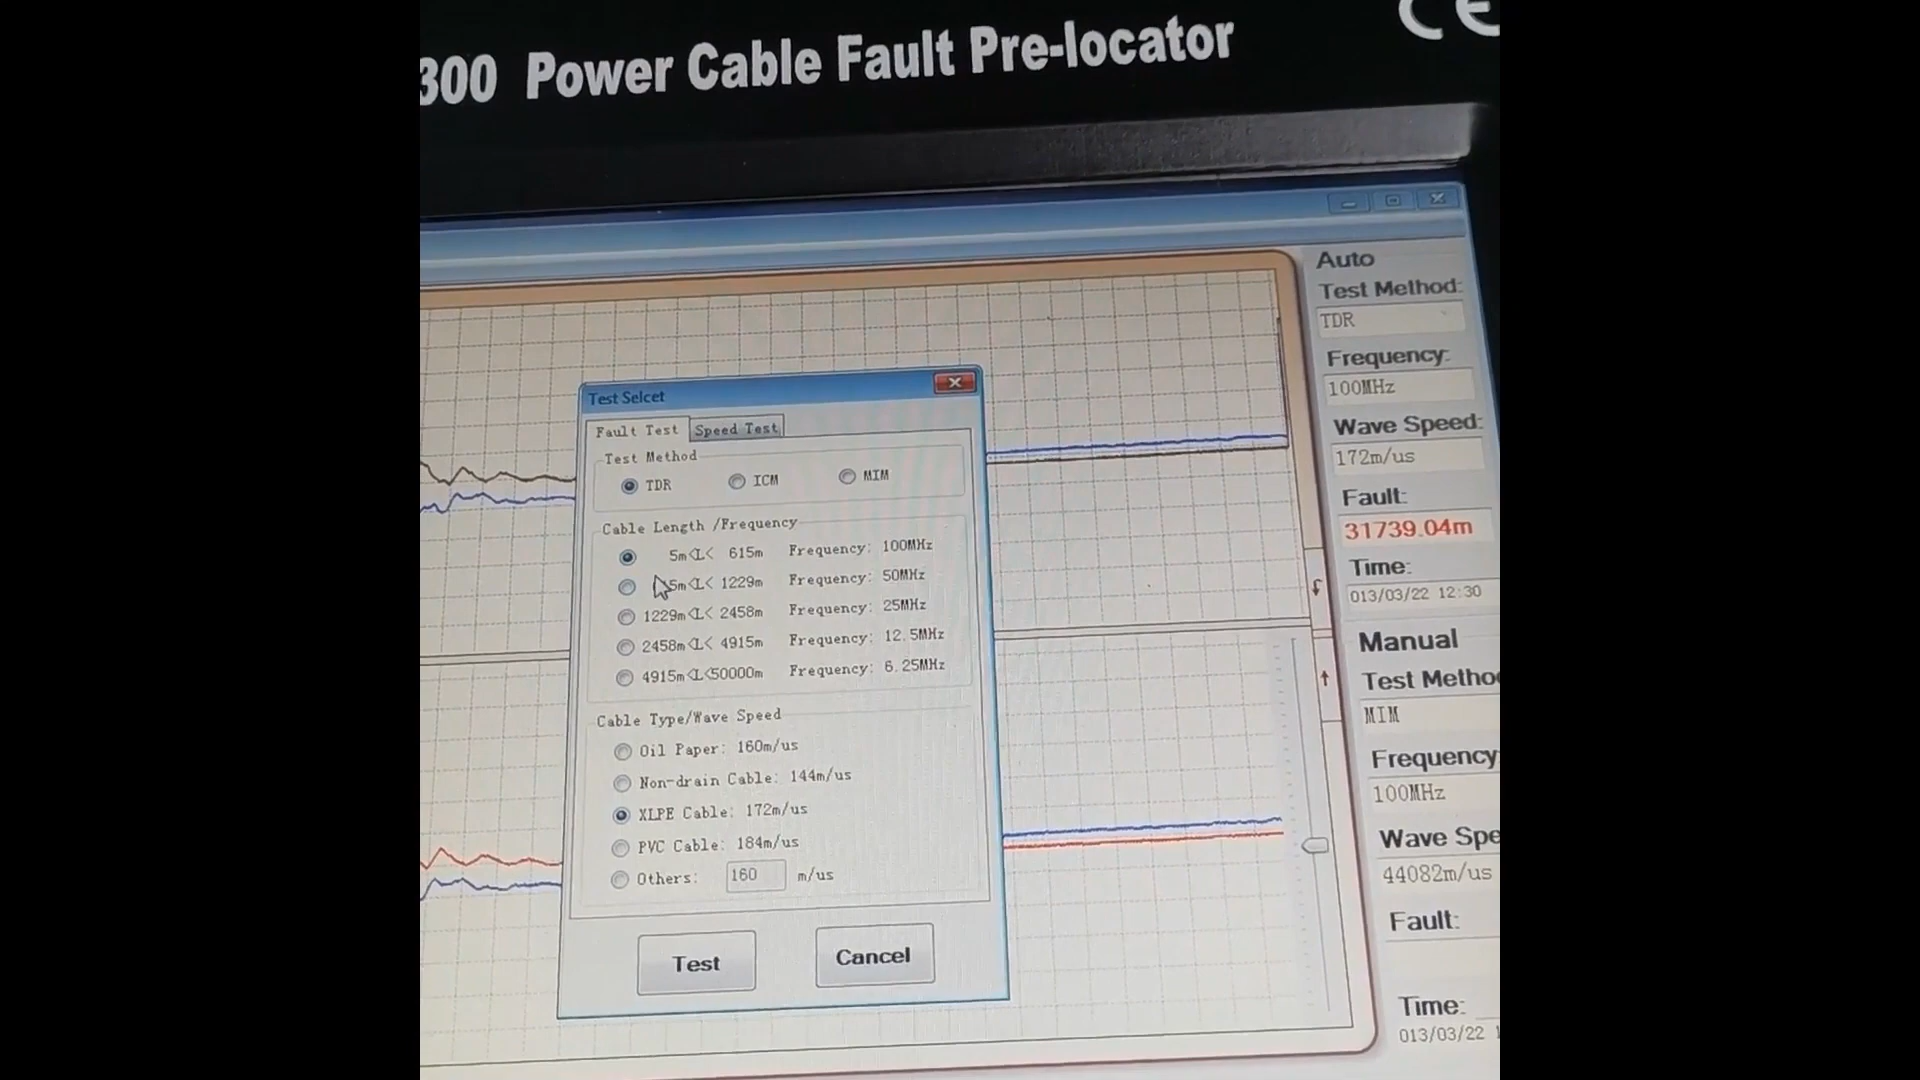 300 Power Cable Fault Pre-locator
CE
Auto
Test Method:
TDR
Frequency:
100MHz
Wave Speed:
172m/us
Fault:
31739.04m
Time:
013/03/22 12:30
Manual
Test Metho
MIM
Frequency
100MHz
Wave Spe
44082m/us
Fault:
Time:
013/03/22 1
Test Selcet
Fault Test Speed Test
Test Method
TDR ICM MIM
Cable Length /Frequency
5m<L< 615m Frequency: 100MHz
5m<L< 1229m Frequency: 50MHz
1229m<L< 2458m Frequency: 25MHz
2458m<L< 4915m Frequency: 12.5MHz
4915m<L<50000m Frequency: 6.25MHz
Cable Type/Wave Speed
Oil Paper: 160m/us
Non-drain Cable: 144m/us
XLPE Cable: 172m/us
PVC Cable: 184m/us
Others: 160 m/us
Test Cancel